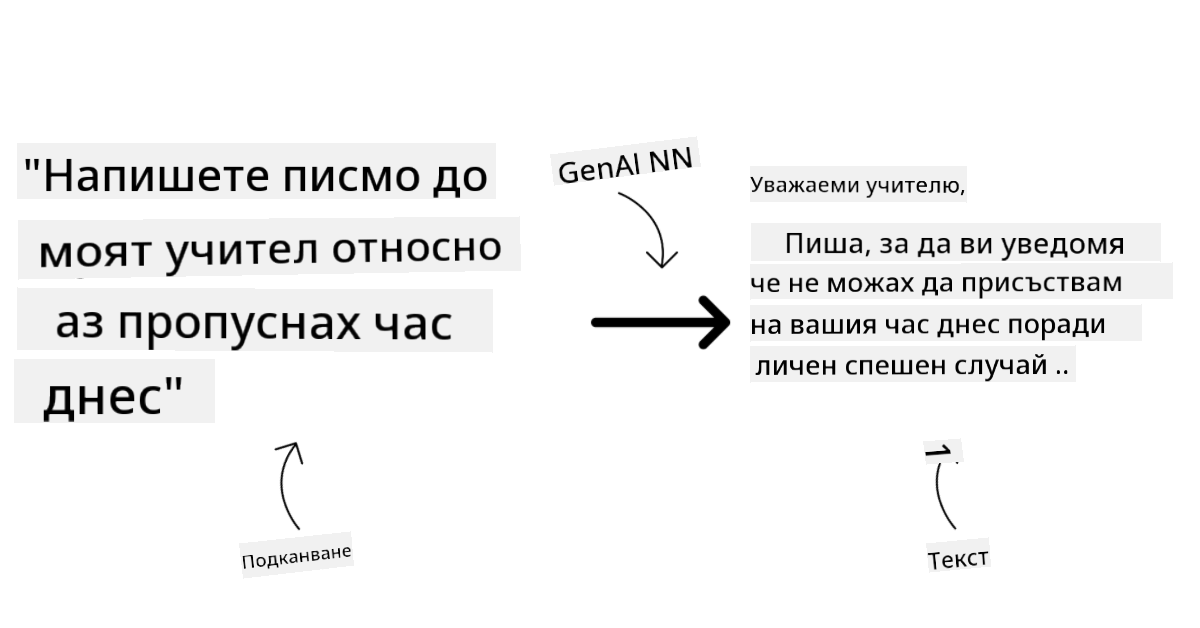 "Напишете писмо до
моят учител относно
аз пропуснах час
днес"
Подканване
GenAI NN
Уважаеми учителю,
Пиша, за да ви уведомя
че не можах да присъствам
на вашия час днес поради
личен спешен случай ..
Текст